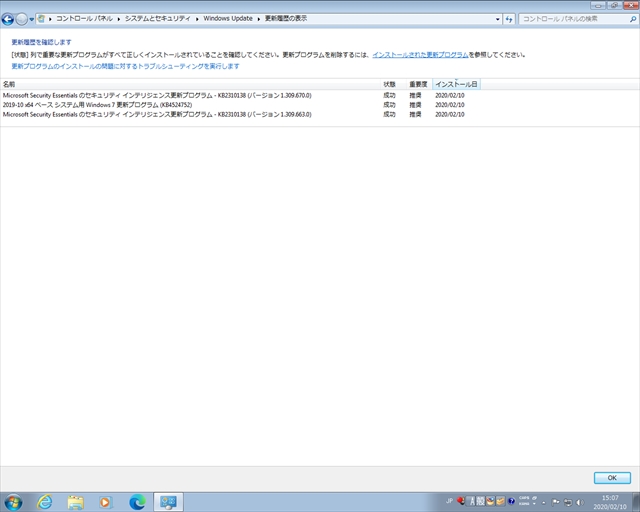 コントロール パネル ▸ システムとセキュリティ ▸ Windows Update ▸ 更新履歴の表示
コントロール パネルの検索
更新履歴を確認します
[状態] 列で重要な更新プログラムがすべて正しくインストールされていることを確認してください。更新プログラムを削除するには、インストールされた更新プログラムを参照してください。
更新プログラムのインストールの問題に対するトラブルシューティングを実行します
名前 状態 重要度 インストール日
Microsoft Security Essentials のセキュリティ インテリジェンス更新プログラム - KB2310138 (バージョン 1.309.670.0) 成功 推奨 2020/02/10
2019-10 x64 ベース システム用 Windows 7 更新プログラム (KB4524752) 成功 推奨 2020/02/10
Microsoft Security Essentials のセキュリティ インテリジェンス更新プログラム - KB2310138 (バージョン 1.309.663.0) 成功 推奨 2020/02/10
OK
JP
CAPS
KANA
15:07
2020/02/10